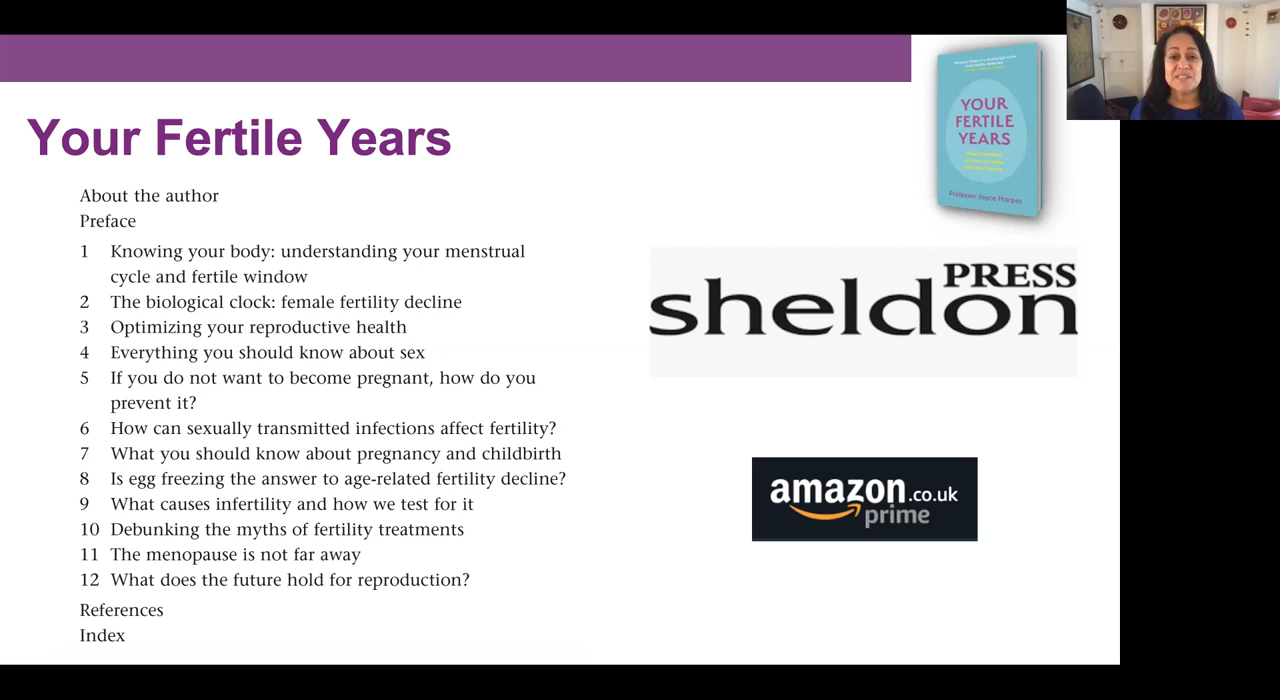 Your Fertile Years
About the author
Preface
1 Knowing your body: understanding your menstrual
cycle and fertile window
2 The biological clock: female fertility decline
3 Optimizing your reproductive health
4 Everything you should know about sex
5 If you do not want to become pregnant, how do you
prevent it?
6 How can sexually transmitted infections affect fertility?
7 What you should know about pregnancy and childbirth
8 Is egg freezing the answer to age-related fertility decline?
9 What causes infertility and how we test for it
10 Debunking the myths of fertility treatments
11 The menopause is not far away
12 What does the future hold for reproduction?
References
Index
YOUR
FERTILE
YEARS
Professor Joyce Harper
PRESS
sheldon
amazon.co.uk
prime